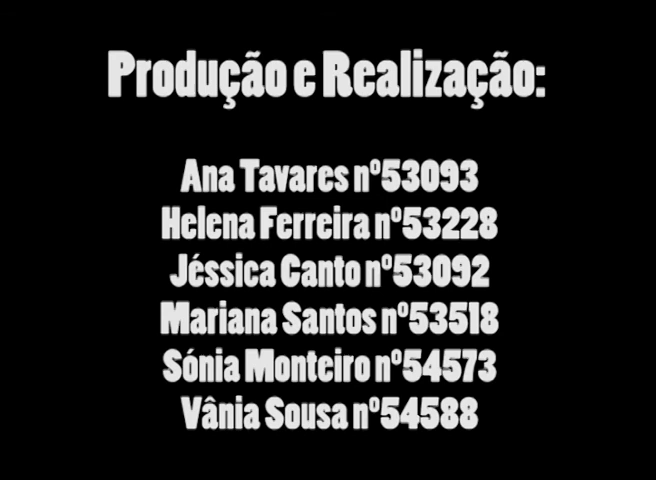 Produção e Realização:
Ana Tavares nº53093
Helena Ferreira nº53228
Jéssica Canto nº53092
Mariana Santos nº53518
Sónia Monteiro nº54573
Vânia Sousa nº54588